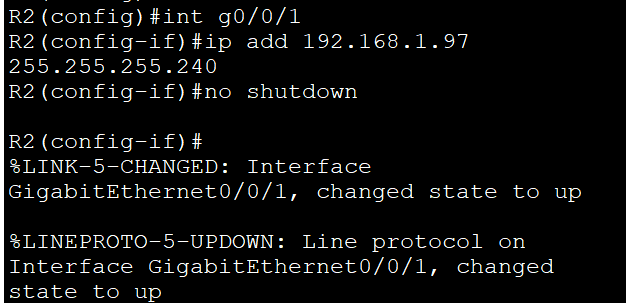 R2(config)#int g0/0/1
R2(config-if)#ip add 192.168.1.97
255.255.255.240
R2(config-if)#no shutdown
R2(config-if)#
%LINK-5-CHANGED: Interface
GigabitEthernet0/0/1, changed state to up
%LINEPROTO-5-UPDOWN: Line protocol on
Interface GigabitEthernet0/0/1, changed
state to up